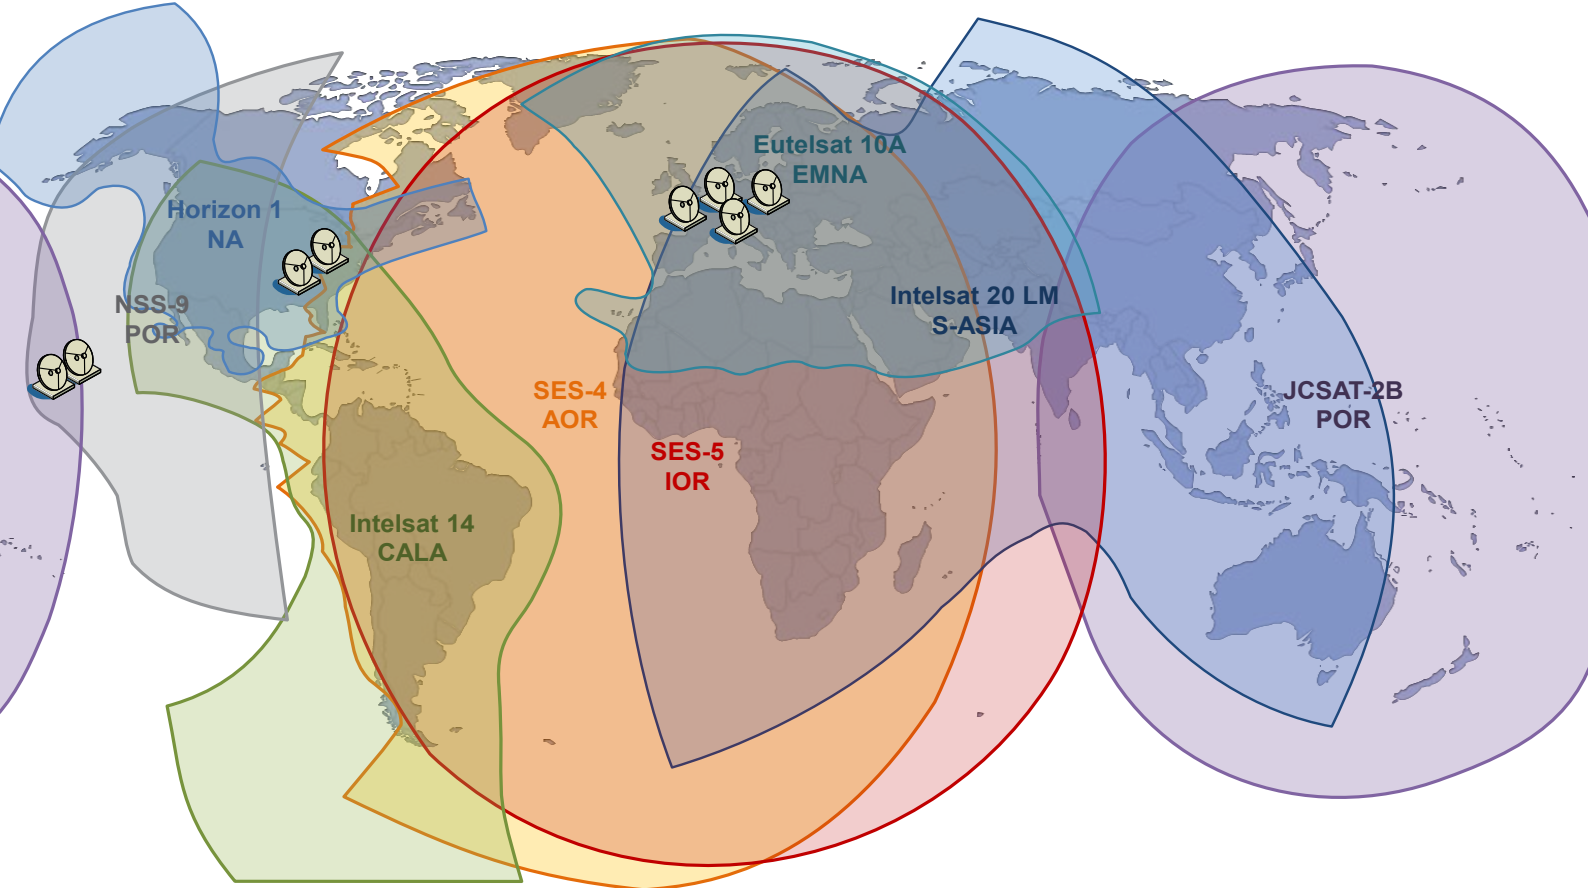 Eutelsat 10A
EMNA
Horizon 1
NA
NSS-9
POR
Intelsat 20 LM
S-ASIA
SES-4
AOR
JCSAT-2B
POR
SES-5
IOR
Intelsat 14
CALA